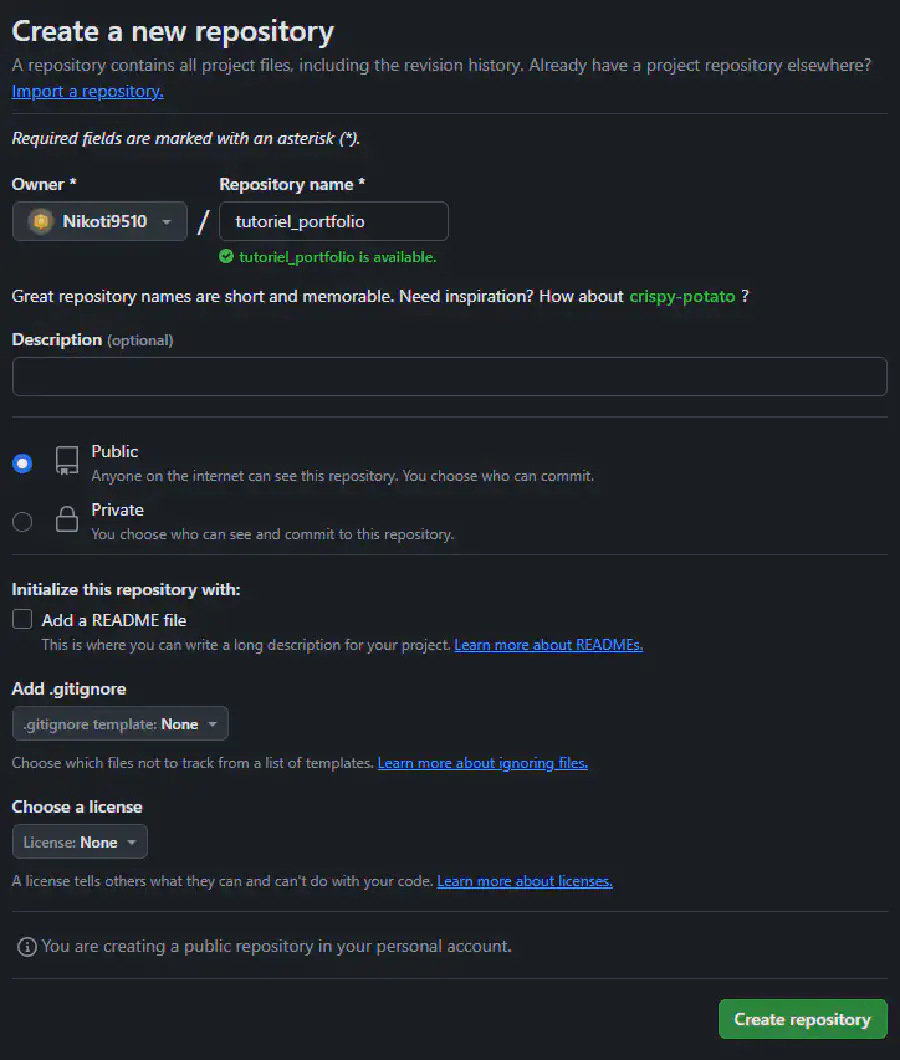 Create a new repository
A repository contains all project files, including the revision history. Already have a project repository elsewhere?
Import a repository.
Required fields are marked with an asterisk (*).
Owner * Repository name *
Nikoti9510 / tutoriel_portfolio
tutoriel_portfolio is available.
Great repository names are short and memorable. Need inspiration? How about crispy-potato ?
Description (optional)
Public
Anyone on the internet can see this repository. You choose who can commit.
Private
You choose who can see and commit to this repository.
Initialize this repository with:
Add a README file
This is where you can write a long description for your project. Learn more about READMEs.
Add .gitignore
.gitignore template: None
Choose which files not to track from a list of templates. Learn more about ignoring files.
Choose a license
License: None
A license tells others what they can and can't do with your code. Learn more about licenses.
You are creating a public repository in your personal account.
Create repository